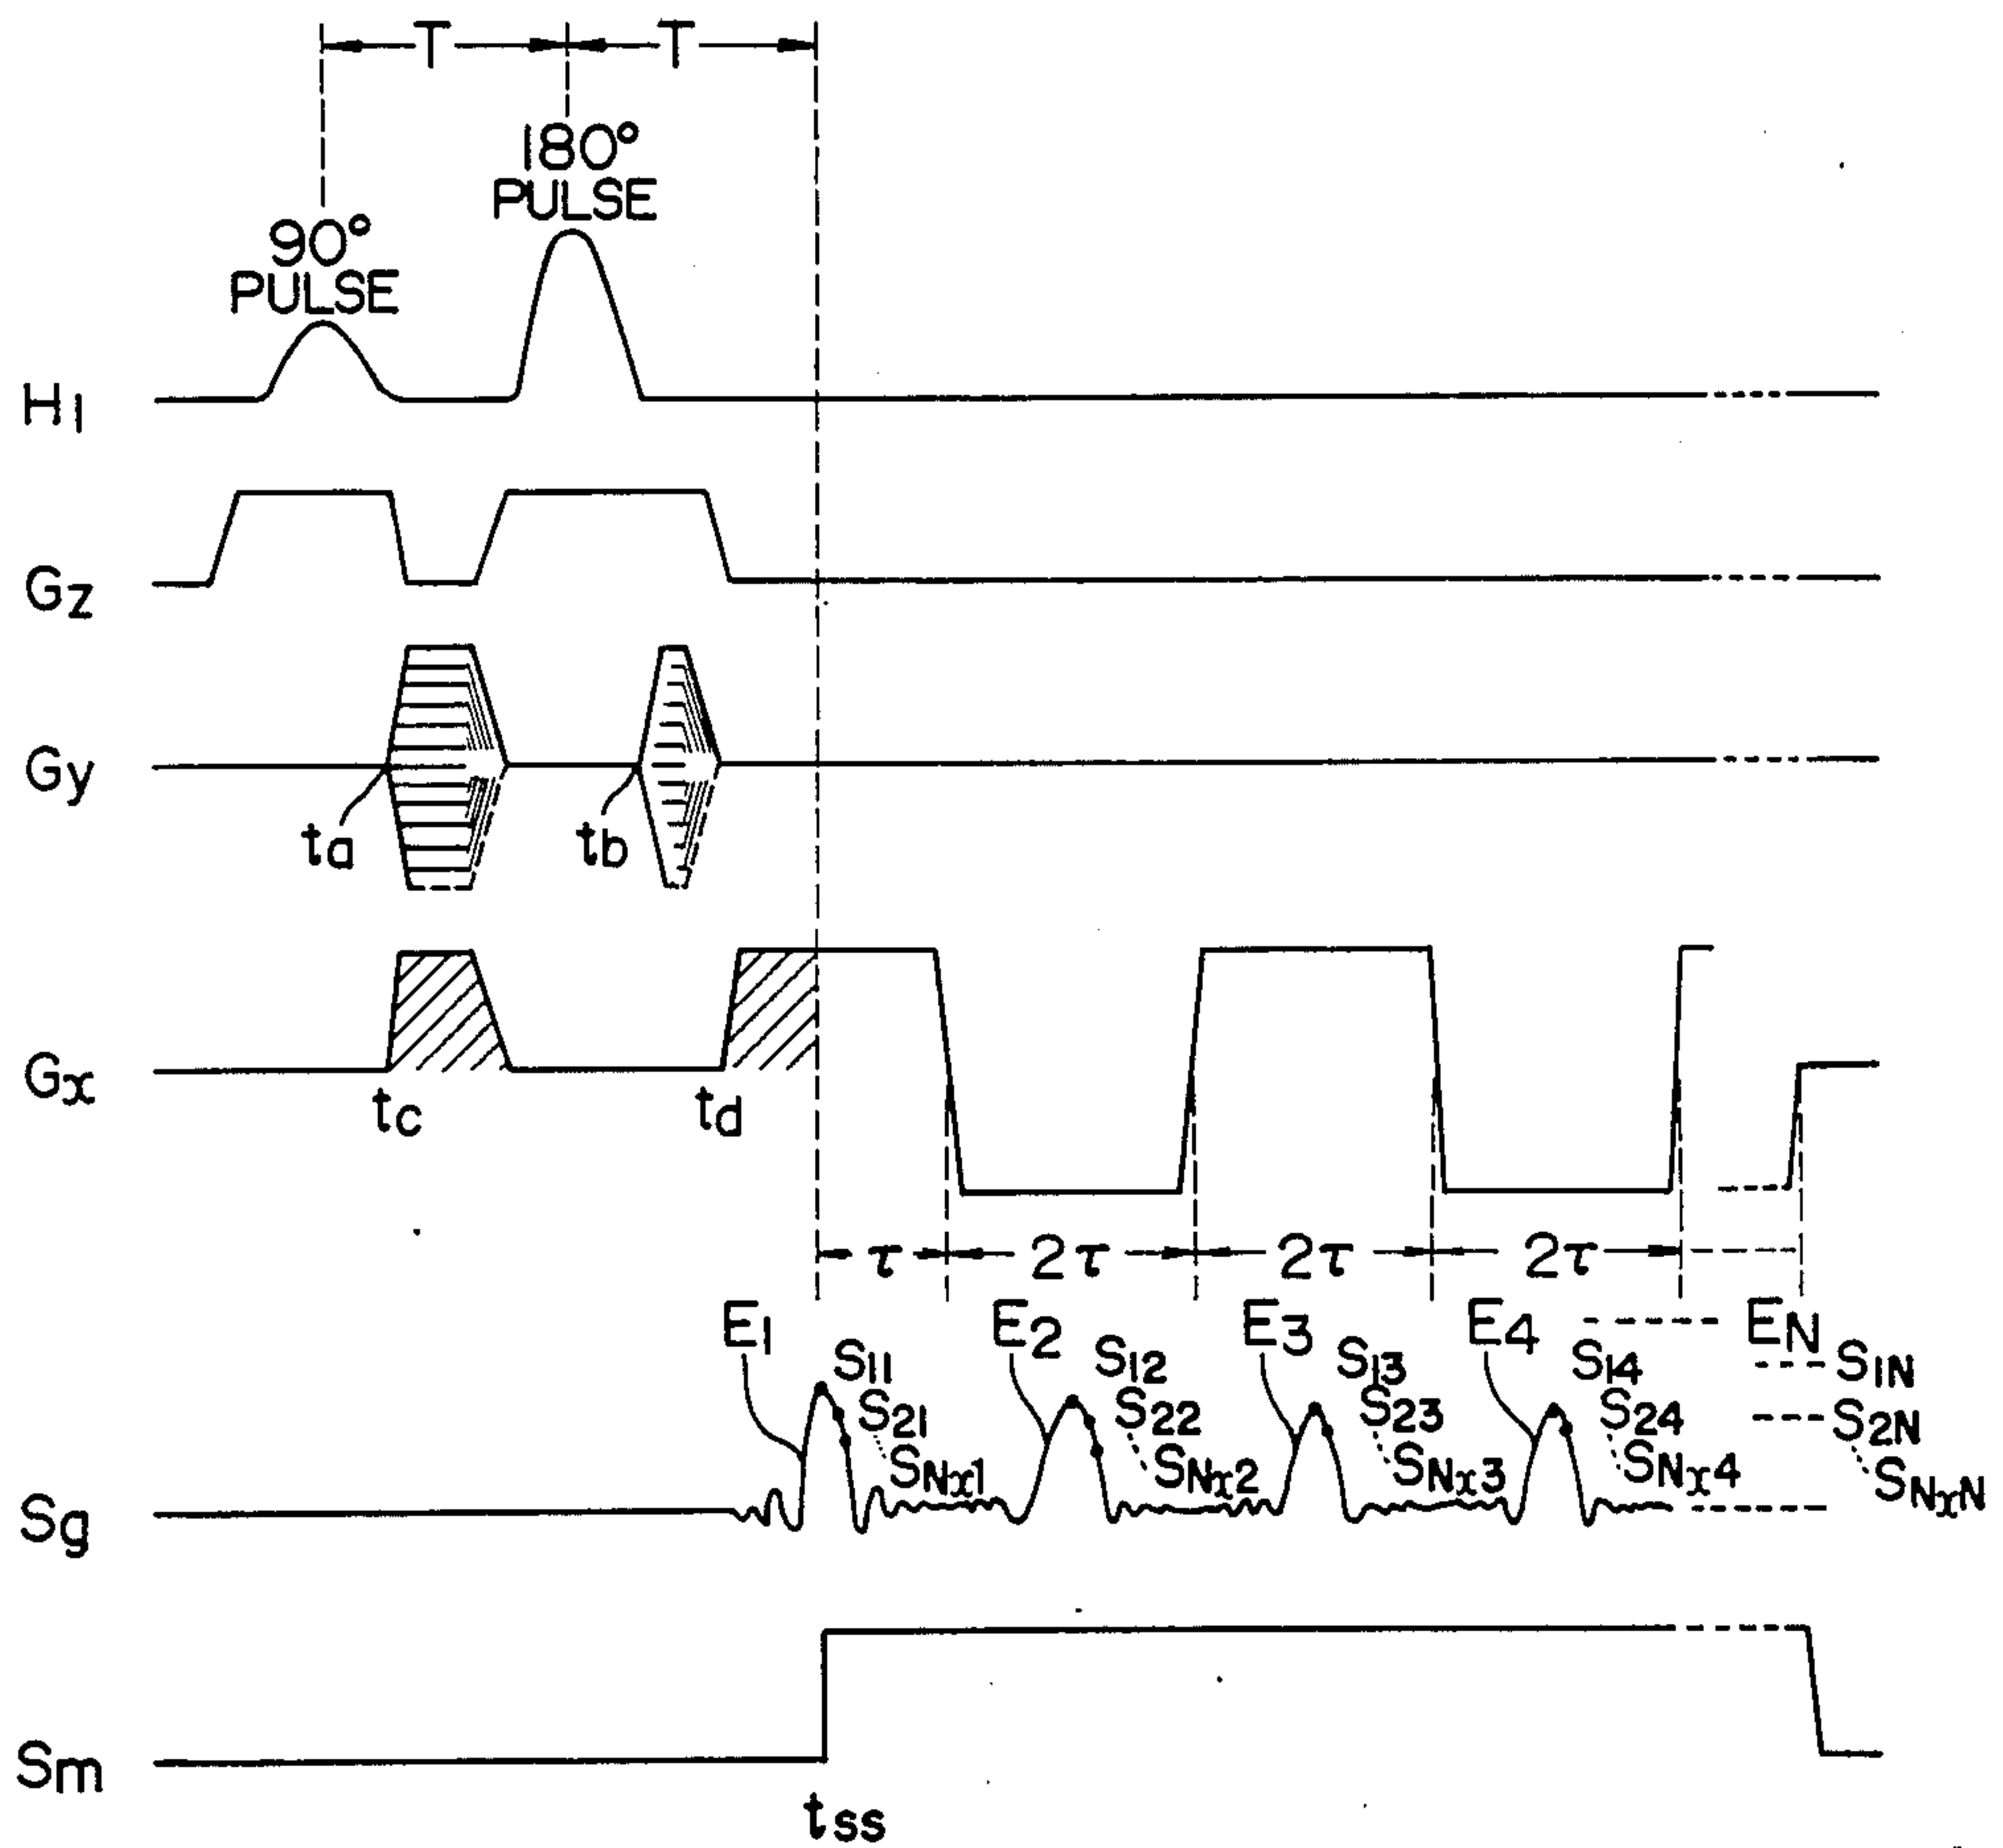 T T
180°
PULSE
90°
PULSE
H1
Gz
Gy
ta tb
Gx
tc td
τ 2τ 2τ 2τ
E1 E2 E3 E4 EN
S11 S12 S13 S14 S1N
S21 S22 S23 S24 S2N
SNx1 SNx2 SNx3 SNx4 SNxN
Sg
Sm
tss